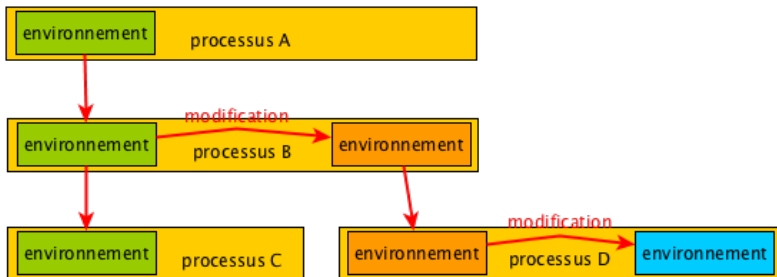 environnement
processus A
modification
environnement
processus B
environnement
modification
environnement
processus C
environnement
processus D
environnement